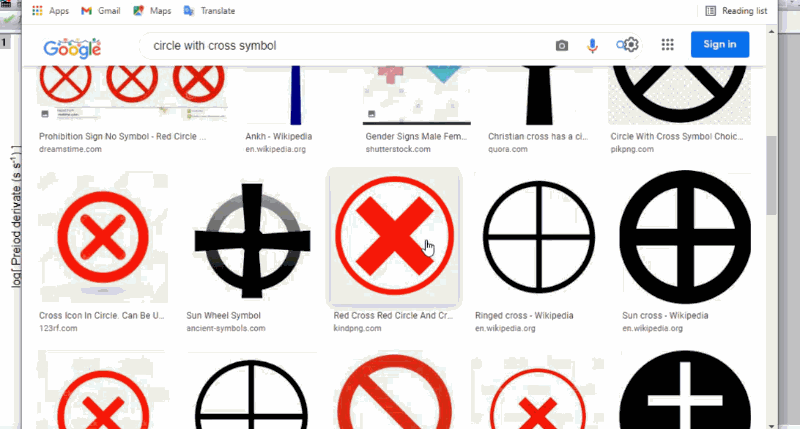 Apps Gmail Maps Translate Reading list
1
Google circle with cross symbol Sign in
Prohibition Sign No Symbol - Red Circle ... Ankh - Wikipedia Gender Signs Male Fem... Christian cross has a ci... Circle With Cross Symbol Choic...
dreamstime.com en.wikipedia.org shutterstock.com quora.com pikpng.com
log[ Preiod derivate (s s⁻¹) ]
Cross Icon In Circle. Can Be U... Sun Wheel Symbol Red Cross Red Circle And Cr... Ringed cross - Wikipedia Sun cross - Wikipedia
123rf.com ancient-symbols.com kindpng.com en.wikipedia.org en.wikipedia.org